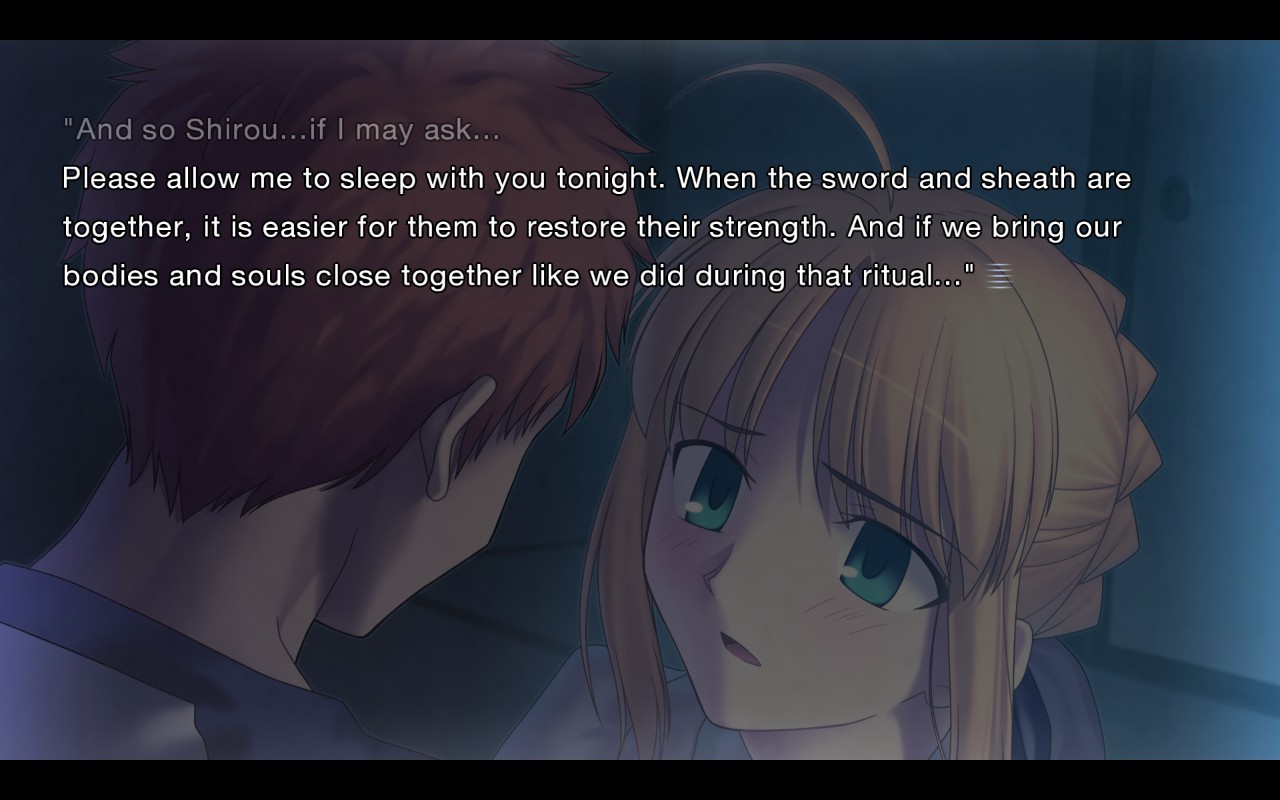 "And so Shirou...if I may ask...
Please allow me to sleep with you tonight. When the sword and sheath are
together, it is easier for them to restore their strength. And if we bring our
bodies and souls close together like we did during that ritual..."